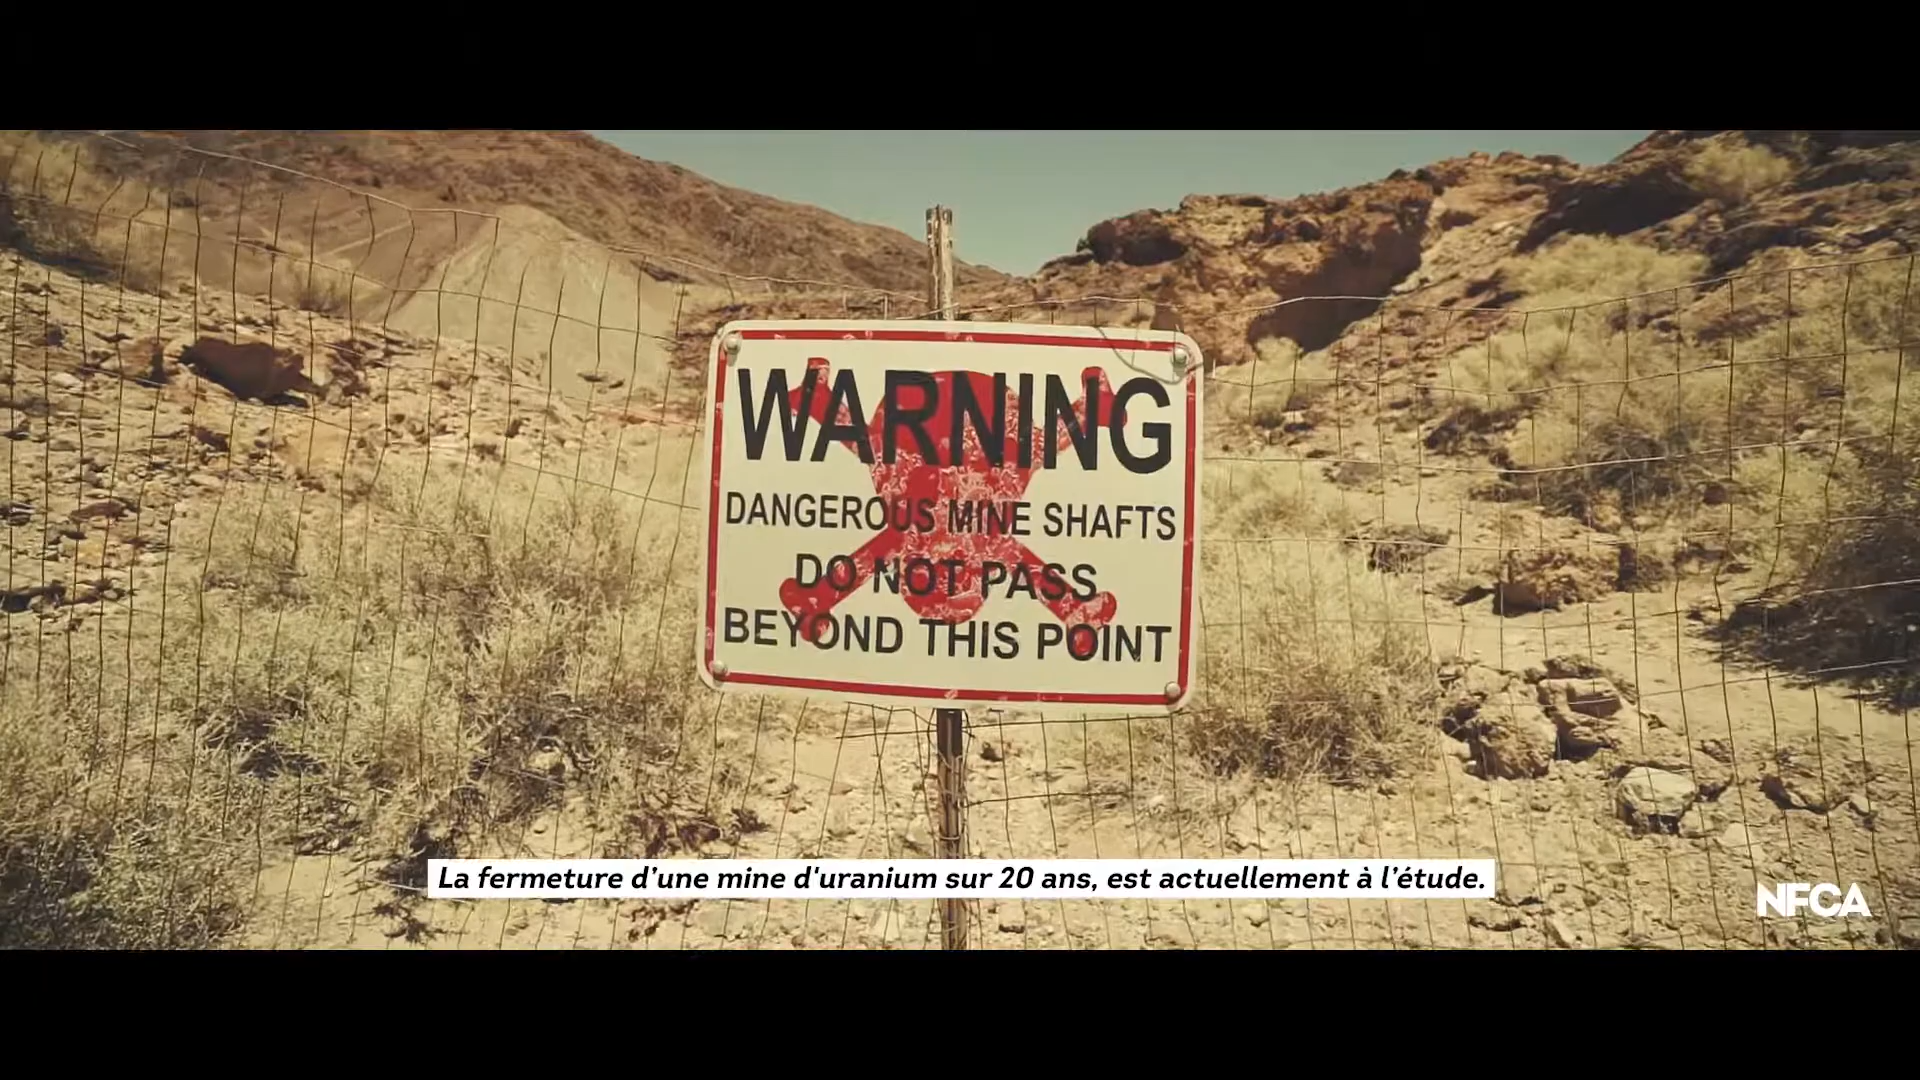 WARNING
DANGEROUS MINE SHAFTS
DO NOT PASS
BEYOND THIS POINT
La fermeture d’une mine d'uranium sur 20 ans, est actuellement à l’étude.
NFCA